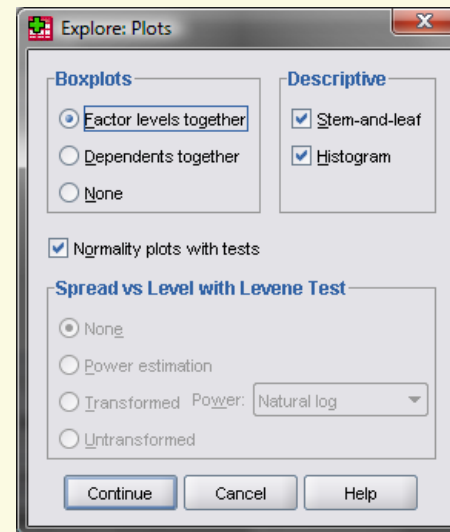 Explore: Plots
Boxplots
Factor levels together
Dependents together
None
Descriptive
Stem-and-leaf
Histogram
Normality plots with tests
Spread vs Level with Levene Test
None
Power estimation
Transformed Power: Natural log
Untransformed
Continue Cancel Help